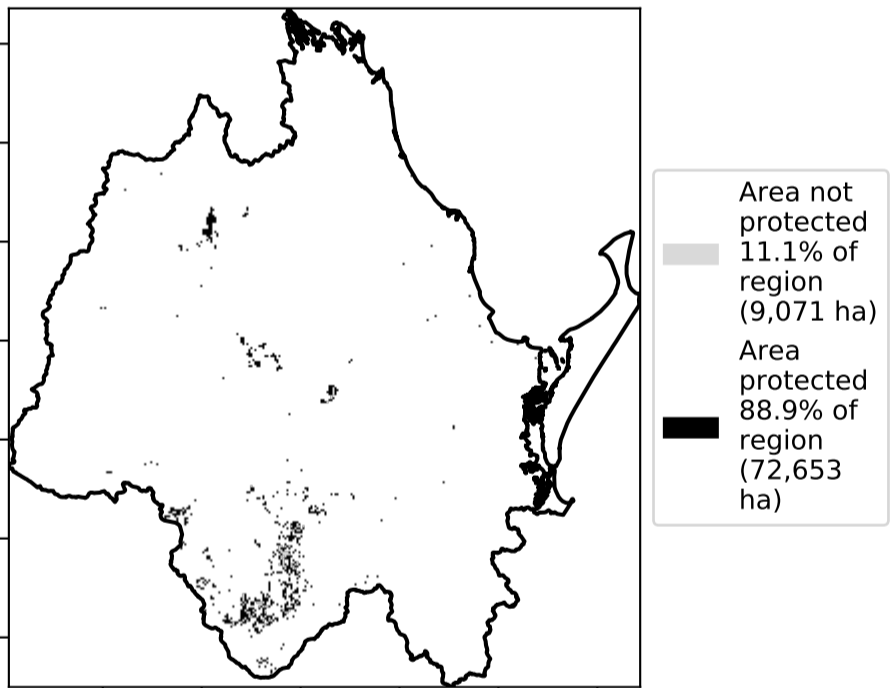 Area not
protected
11.1% of
region
(9,071 ha)
Area
protected
88.9% of
region
(72,653
ha)